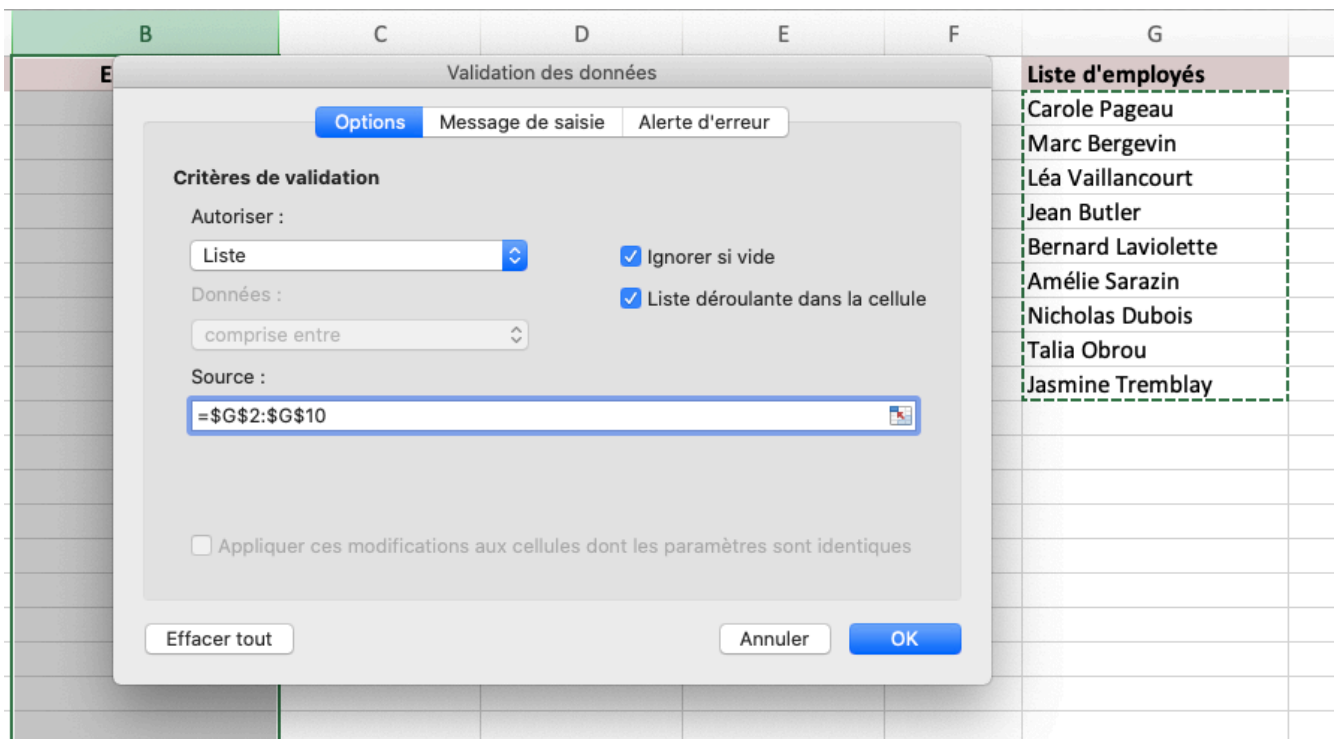 B C D E F G
E
Validation des données
Liste d'employés
Options Message de saisie Alerte d'erreur
Carole Pageau
Marc Bergevin
Critères de validation
Léa Vaillancourt
Autoriser :
Jean Butler
Liste
Ignorer si vide
Bernard Laviolette
Données :
Liste déroulante dans la cellule
Amélie Sarazin
comprise entre
Nicholas Dubois
Talia Obrou
Source :
Jasmine Tremblay
=$G$2:$G$10
Appliquer ces modifications aux cellules dont les paramètres sont identiques
Effacer tout Annuler OK